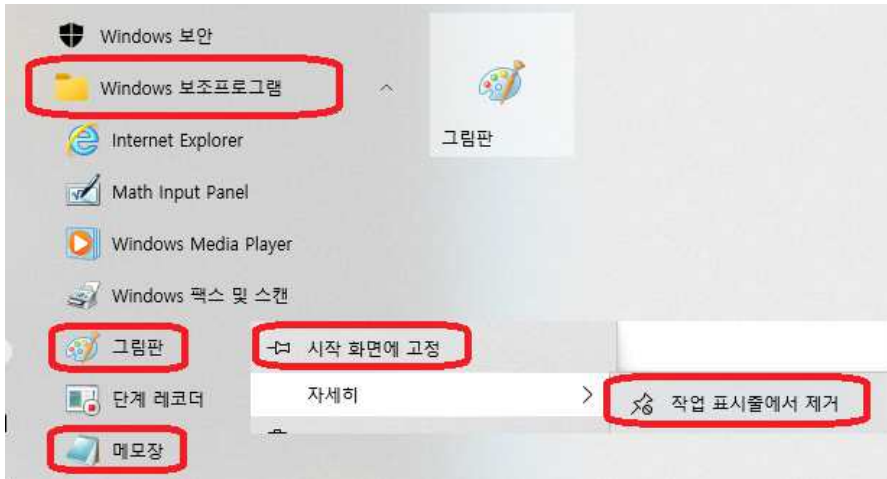 Windows 보안
Windows 보조프로그램
그림판
Internet Explorer
Math Input Panel
Windows Media Player
Windows 팩스 및 스캔
그림판
시작 화면에 고정
단계 레코더
자세히
작업 표시줄에서 제거
메모장